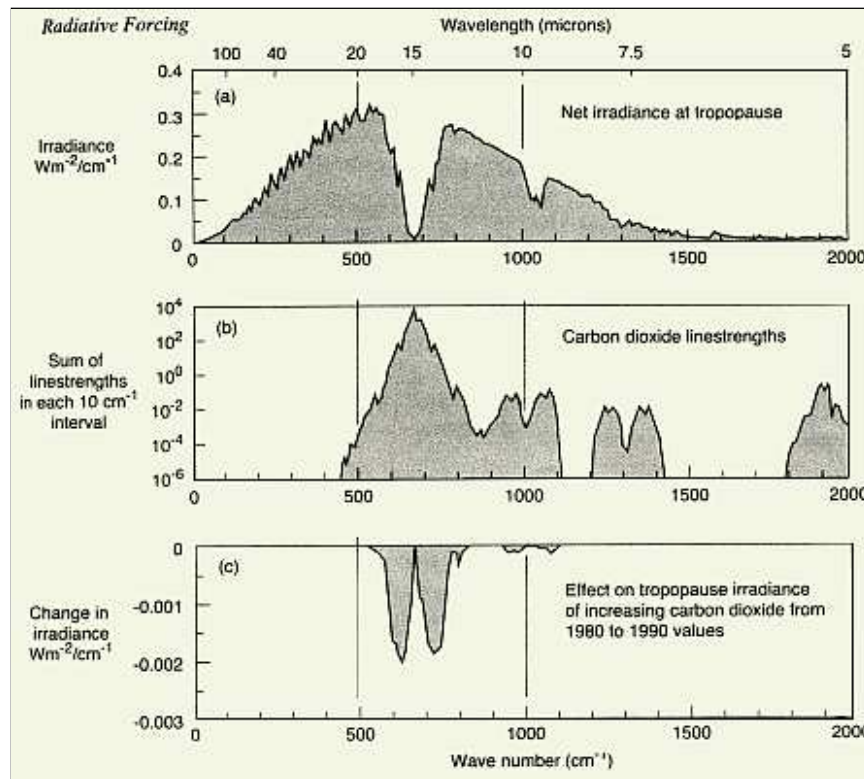 Radiative Forcing
Wavelength (microns)
100 40 20 15 10 7.5 5
0.4
0.3
0.2
0.1
0
(a)
Net irradiance at tropopause
Irradiance
Wm⁻²/cm⁻¹
0 500 1000 1500 2000
10⁴
10²
10⁰
10⁻²
10⁻⁴
10⁻⁶
(b)
Carbon dioxide linestrengths
Sum of
linestrengths
in each 10 cm⁻¹
interval
0 500 1000 1500 2000
0
-0.001
-0.002
-0.003
(c)
Effect on tropopause irradiance
of increasing carbon dioxide from
1980 to 1990 values
Change in
irradiance
Wm⁻²/cm⁻¹
0 500 1000 1500 2000
Wave number (cm⁻¹)